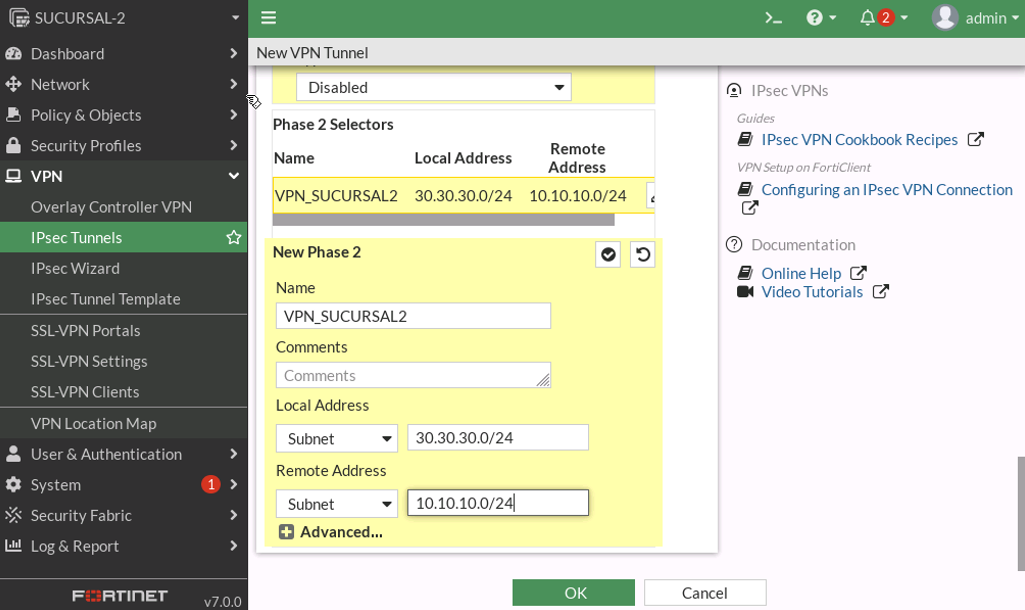 SUCURSAL-2
2
admin
Dashboard
Network
Policy & Objects
Security Profiles
VPN
Overlay Controller VPN
IPsec Tunnels
IPsec Wizard
IPsec Tunnel Template
SSL-VPN Portals
SSL-VPN Settings
SSL-VPN Clients
VPN Location Map
User & Authentication
System 1
Security Fabric
Log & Report
FORTINET
v7.0.0
New VPN Tunnel
Disabled
Phase 2 Selectors
Name Local Address Remote
Address
VPN_SUCURSAL2 30.30.30.0/24 10.10.10.0/24
New Phase 2
Name
VPN_SUCURSAL2
Comments
Comments
Local Address
Subnet 30.30.30.0/24
Remote Address
Subnet 10.10.10.0/24
Advanced...
OK Cancel
IPsec VPNs
Guides
IPsec VPN Cookbook Recipes
VPN Setup on FortiClient
Configuring an IPsec VPN Connection
Documentation
Online Help
Video Tutorials